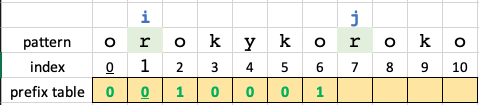 i j
pattern o r o k y k o r o k o
index 0 1 2 3 4 5 6 7 8 9 10
prefix table 0 0 1 0 0 0 1